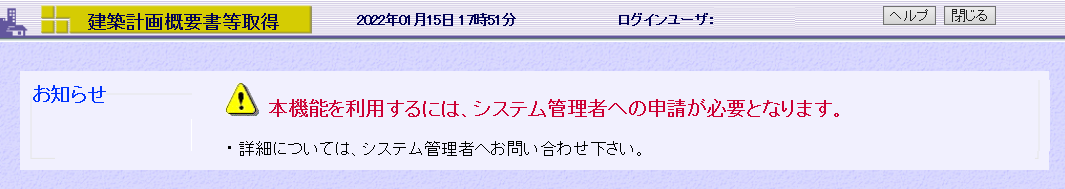 建築計画概要書等取得
2022年01月15日 17時51分
ログインユーザ:
ヘルプ
閉じる
お知らせ
本機能を利用するには、システム管理者への申請が必要となります。
・詳細については、システム管理者へお問い合わせ下さい。